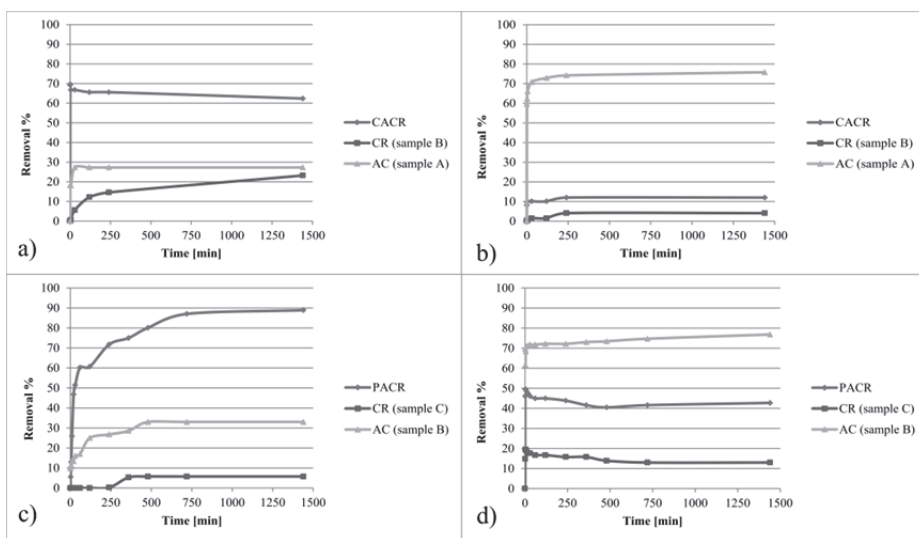 100
90
80
70
60
50
40
30
20
10
0
Removal %
0 250 500 750 1000 1250 1500
Time [min]
CACR
CR (sample B)
AC (sample A)
a)
100
90
80
70
60
50
40
30
20
10
0
Removal %
0 250 500 750 1000 1250 1500
Time [min]
CACR
CR (sample B)
AC (sample A)
b)
100
90
80
70
60
50
40
30
20
10
0
Removal %
0 250 500 750 1000 1250 1500
Time [min]
PACR
CR (sample C)
AC (sample B)
c)
100
90
80
70
60
50
40
30
20
10
0
Removal %
0 250 500 750 1000 1250 1500
Time [min]
PACR
CR (sample C)
AC (sample B)
d)